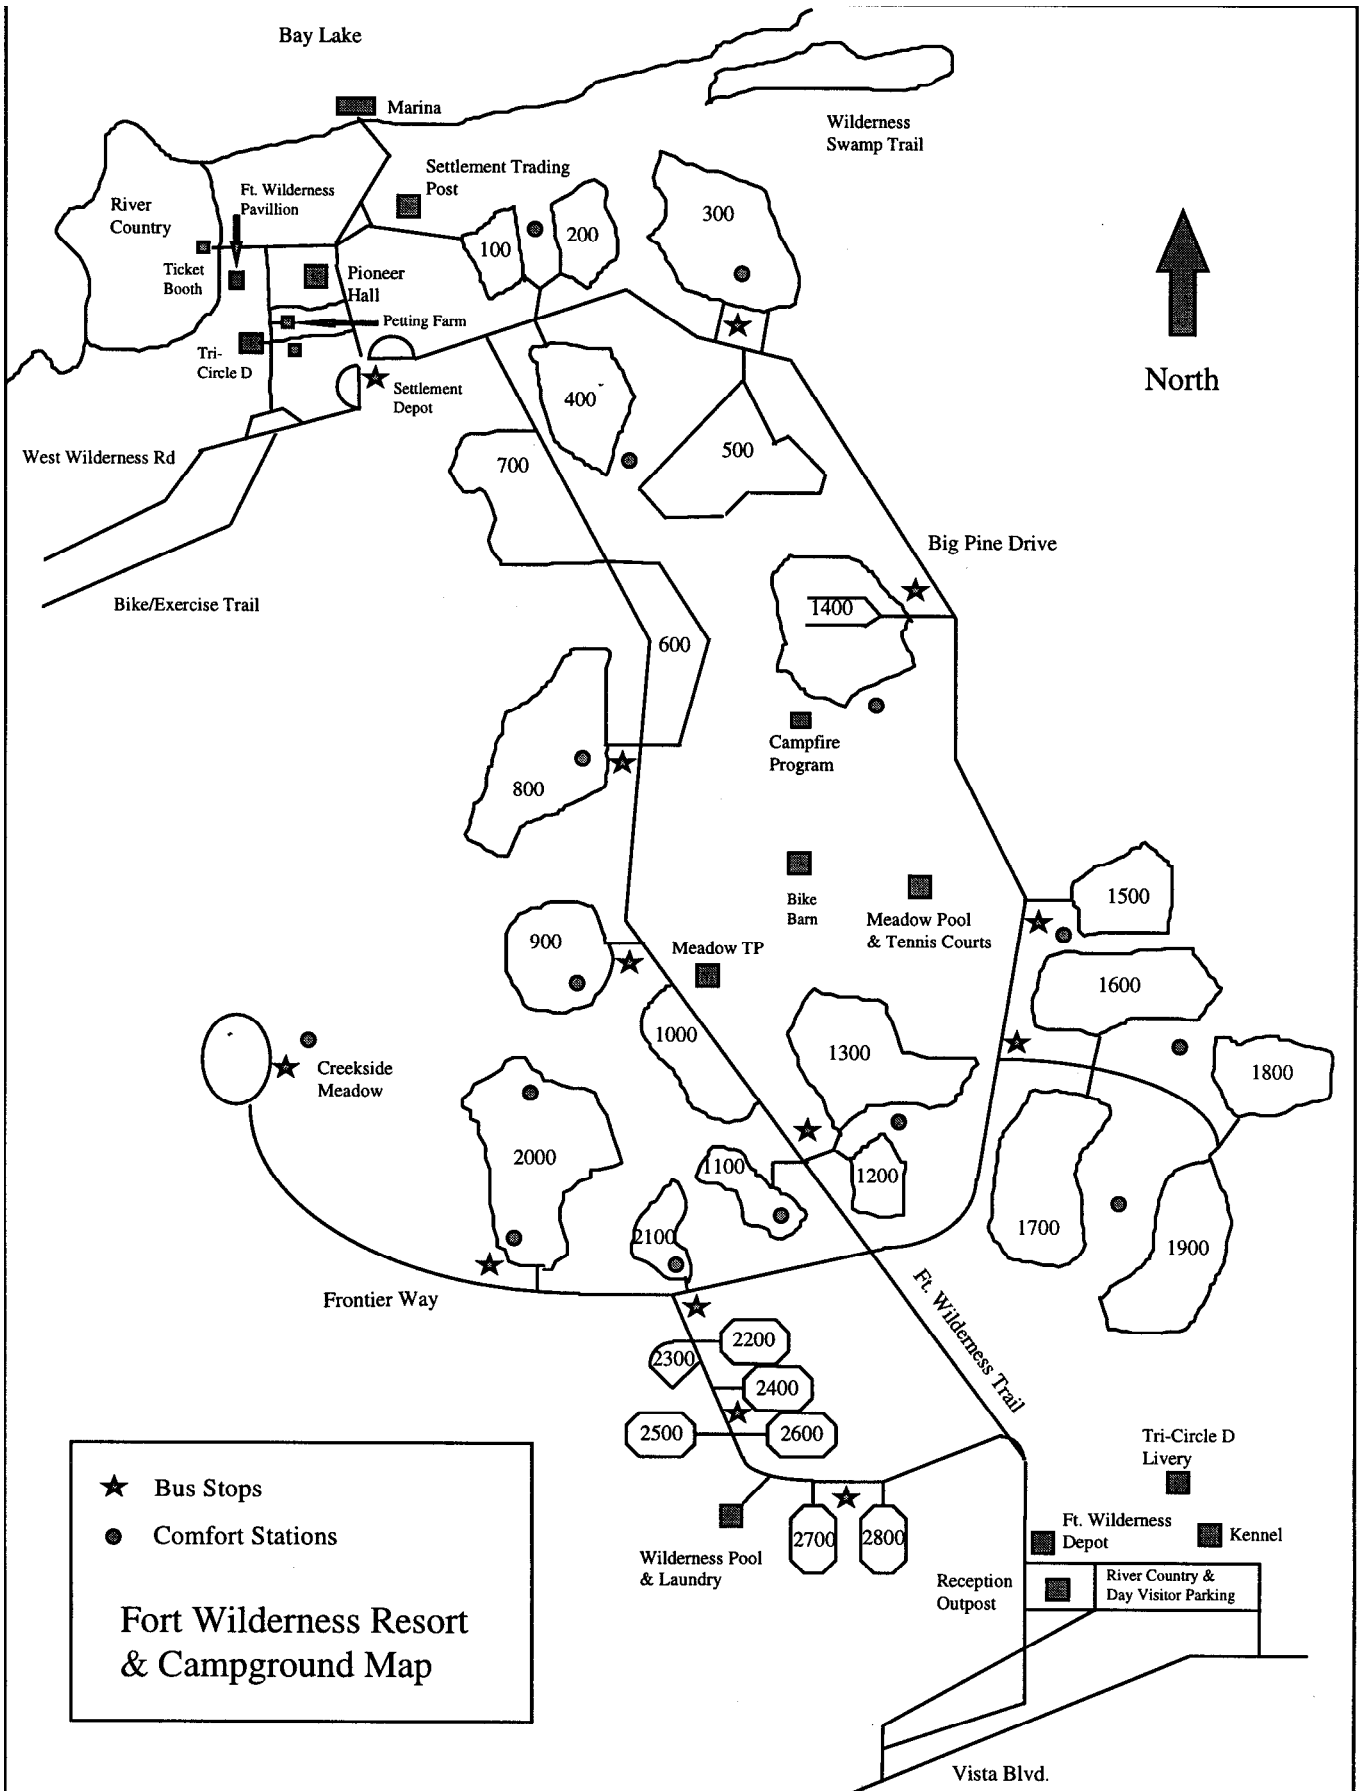 Bay Lake
Marina
Wilderness
Swamp Trail
Settlement Trading
Post
Ft. Wilderness
Pavillion
River
Country
300
200
100
Ticket
Booth
Pioneer
Hall
Petting Farm
Tri-
Circle D
Settlement
Depot
North
400
500
700
West Wilderness Rd
Big Pine Drive
Bike/Exercise Trail
1400
600
Campfire
Program
800
Bike
Barn
Meadow Pool
& Tennis Courts
1500
900
Meadow TP
1600
1000
1300
1800
Creekside
Meadow
2000
1100
1200
2100
1700
1900
Frontier Way
Ft. Wilderness Trail
2200
2300
2400
2500
2600
Tri-Circle D
Livery
Bus Stops
Comfort Stations
Fort Wilderness Resort
& Campground Map
2700
2800
Wilderness Pool
& Laundry
Ft. Wilderness
Depot
Kennel
Reception
Outpost
River Country &
Day Visitor Parking
Vista Blvd.